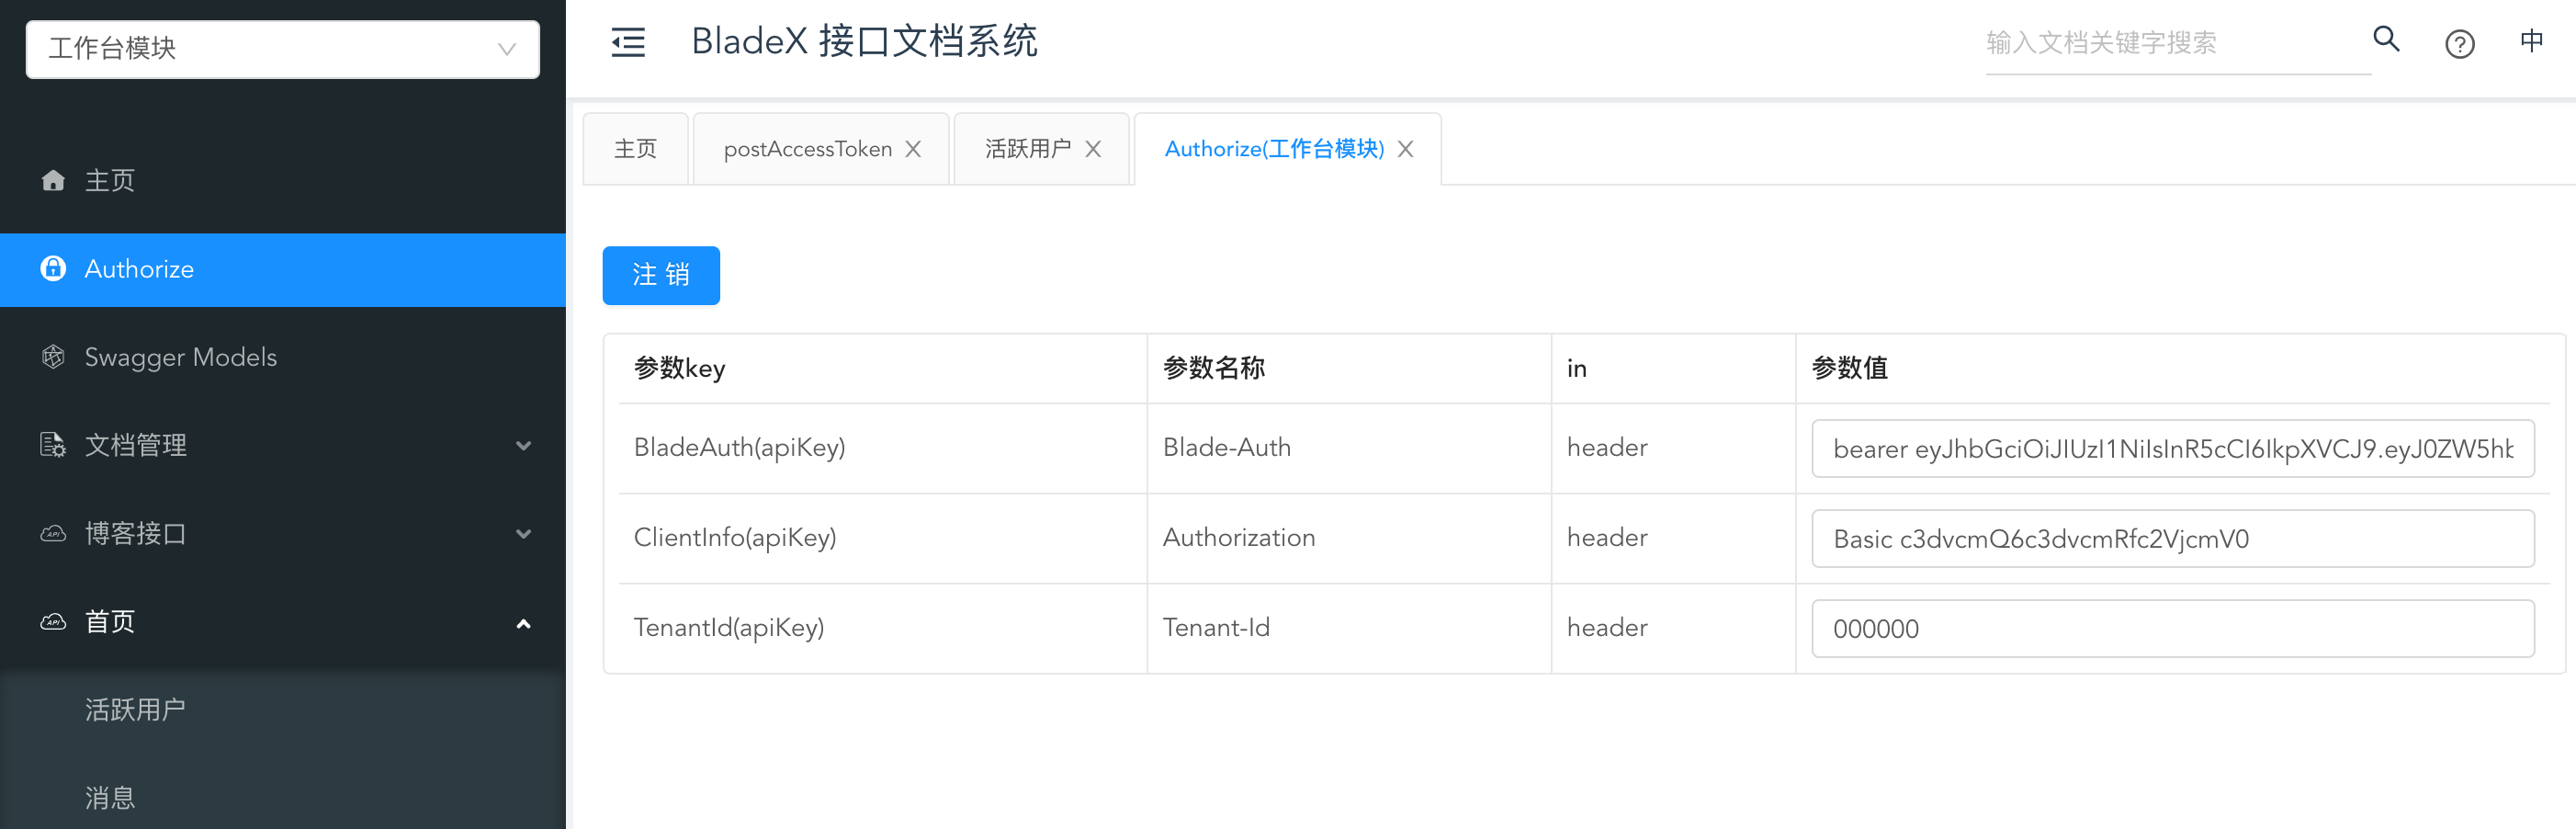 工作台模块
主页
Authorize
Swagger Models
文档管理
博客接口
首页
活跃用户
消息
BladeX 接口文档系统
输入文档关键字搜索
中
主页 postAccessToken 活跃用户 Authorize(工作台模块)
注 销
参数key 参数名称 in 参数值
BladeAuth(apiKey) Blade-Auth header bearer eyJhbGciOiJIUzI1NiIsInR5cCI6IkpXVCJ9.eyJ0ZW5hb
ClientInfo(apiKey) Authorization header Basic c3dvcmQ6c3dvcmRfc2VjcmV0
TenantId(apiKey) Tenant-Id header 000000